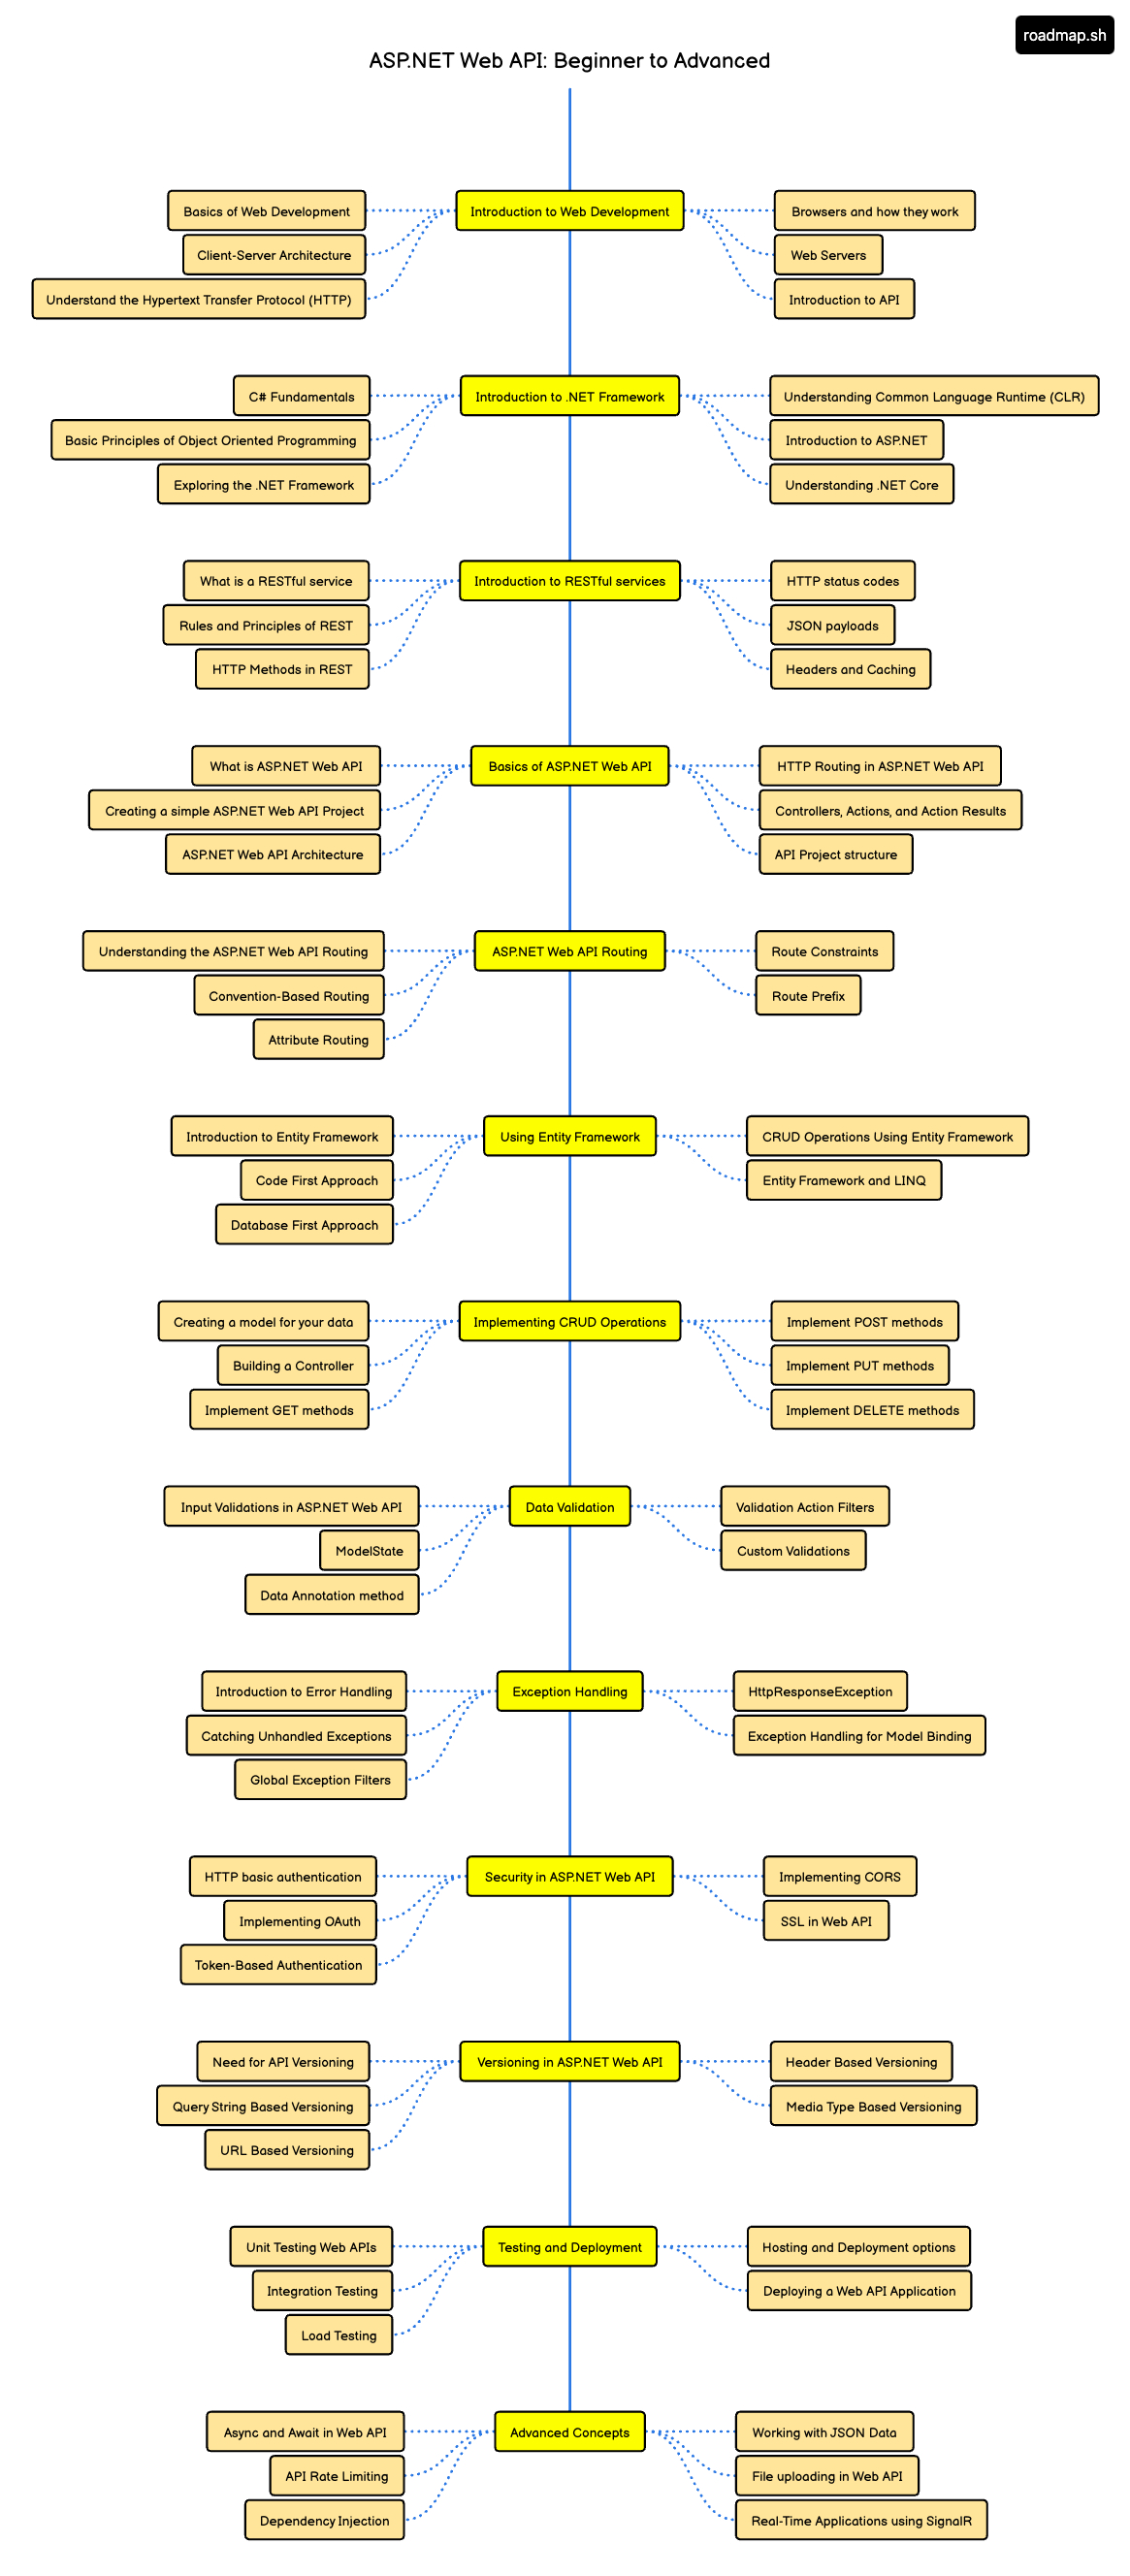 roadmap.sh
ASP.NET Web API: Beginner to Advanced
Introduction to Web Development
Basics of Web Development
Client-Server Architecture
Understand the Hypertext Transfer Protocol (HTTP)
Browsers and how they work
Web Servers
Introduction to API
Introduction to .NET Framework
C# Fundamentals
Basic Principles of Object Oriented Programming
Exploring the .NET Framework
Understanding Common Language Runtime (CLR)
Introduction to ASP.NET
Understanding .NET Core
Introduction to RESTful services
What is a RESTful service
Rules and Principles of REST
HTTP Methods in REST
HTTP status codes
JSON payloads
Headers and Caching
Basics of ASP.NET Web API
What is ASP.NET Web API
Creating a simple ASP.NET Web API Project
ASP.NET Web API Architecture
HTTP Routing in ASP.NET Web API
Controllers, Actions, and Action Results
API Project structure
ASP.NET Web API Routing
Understanding the ASP.NET Web API Routing
Convention-Based Routing
Attribute Routing
Route Constraints
Route Prefix
Using Entity Framework
Introduction to Entity Framework
Code First Approach
Database First Approach
CRUD Operations Using Entity Framework
Entity Framework and LINQ
Implementing CRUD Operations
Creating a model for your data
Building a Controller
Implement GET methods
Implement POST methods
Implement PUT methods
Implement DELETE methods
Data Validation
Input Validations in ASP.NET Web API
ModelState
Data Annotation method
Validation Action Filters
Custom Validations
Exception Handling
Introduction to Error Handling
Catching Unhandled Exceptions
Global Exception Filters
HttpResponseException
Exception Handling for Model Binding
Security in ASP.NET Web API
HTTP basic authentication
Implementing OAuth
Token-Based Authentication
Implementing CORS
SSL in Web API
Versioning in ASP.NET Web API
Need for API Versioning
Query String Based Versioning
URL Based Versioning
Header Based Versioning
Media Type Based Versioning
Testing and Deployment
Unit Testing Web APIs
Integration Testing
Load Testing
Hosting and Deployment options
Deploying a Web API Application
Advanced Concepts
Async and Await in Web API
API Rate Limiting
Dependency Injection
Working with JSON Data
File uploading in Web API
Real-Time Applications using SignalR